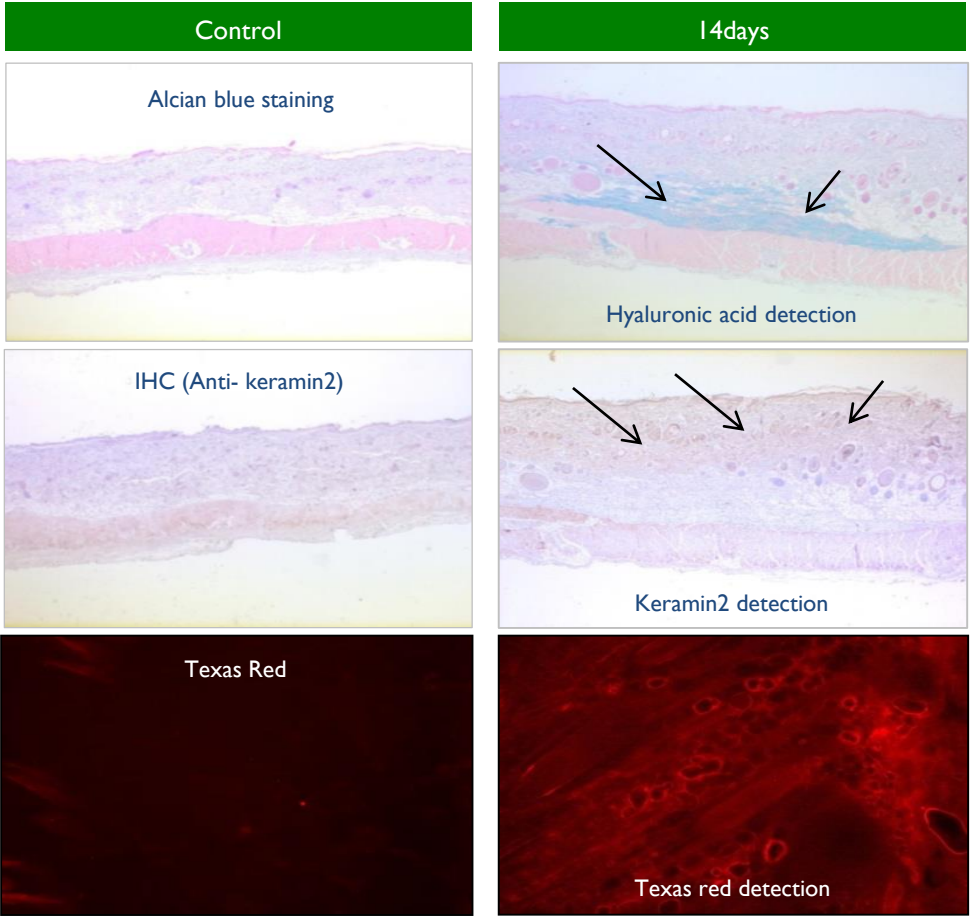 Control
14days
Alcian blue staining
Hyaluronic acid detection
IHC (Anti- keramin2)
Keramin2 detection
Texas Red
Texas red detection